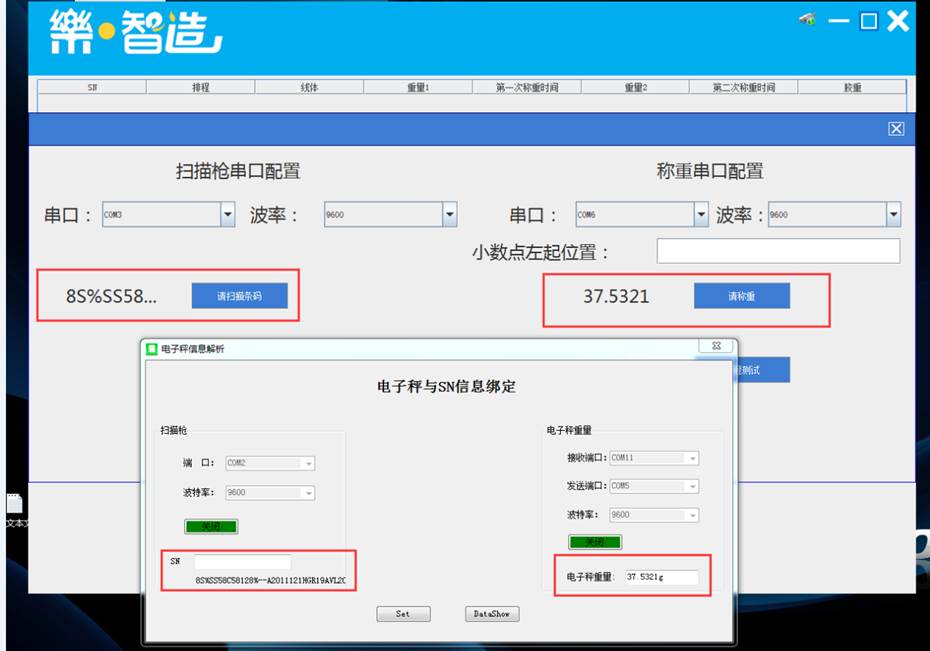 樂·智造
SN 排程 线体 重量1 第一次称重时间 重量2 第二次称重时间 胶重
扫描枪串口配置 称重串口配置
串口： COM3 波率： 9600 串口： COM6 波率： 9600
小数点左起位置：
8S%SS58... 请扫描条码 37.5321 请称重
测试
电子秤信息解析
电子秤与SN信息绑定
扫描枪 电子秤重量
端 口： COM2 接收端口： COM11
发送端口： COM5
波特率： 9600 波特率： 9600
关闭 关闭
SN
8S%SS58C58128%--A2011121HGR19AVL2C
电子秤重量： 37.5321g
Set DataShow
文本文